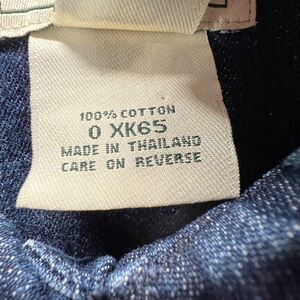 100% COTTON
0 XK65
MADE IN THAILAND
CARE ON REVERSE